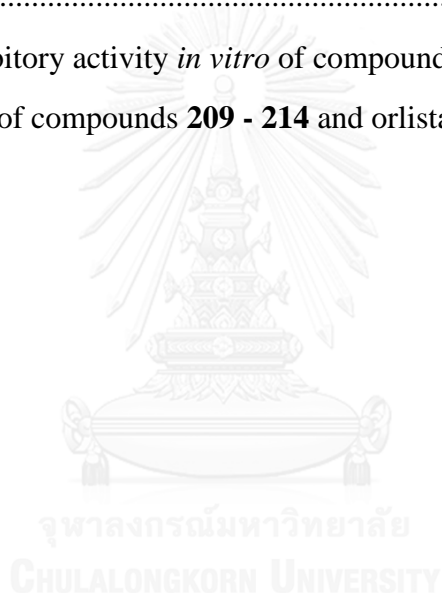 ................................................................
bitory activity in vitro of compound
of compounds 209 - 214 and orlista
จุฬาลงกรณ์มหาวิทยาลัย
CHULALONGKORN UNIVERSITY